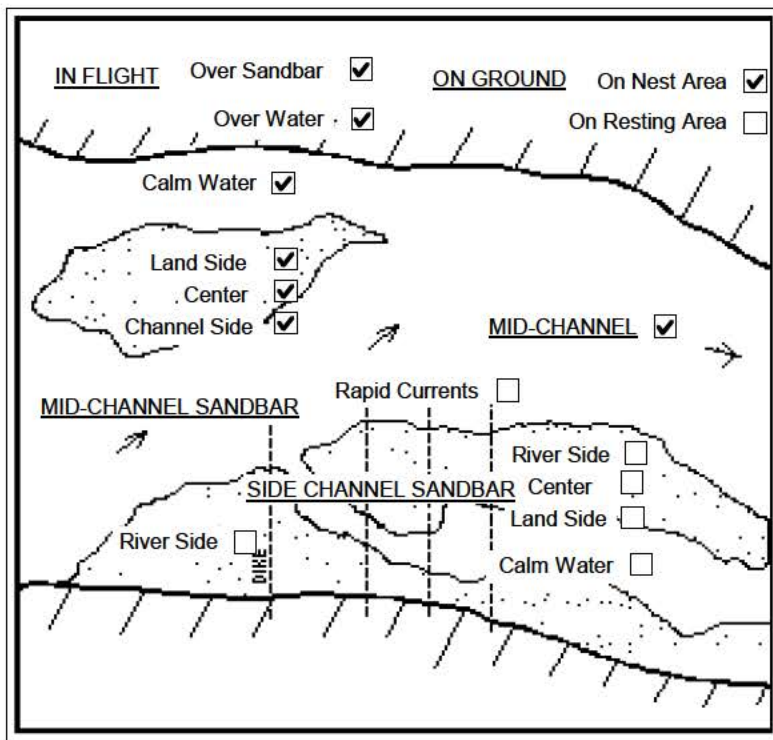 IN FLIGHT Over Sandbar
ON GROUND On Nest Area
Over Water
On Resting Area
Calm Water
Land Side
Center
Channel Side
MID-CHANNEL
Rapid Currents
MID-CHANNEL SANDBAR
River Side
SIDE CHANNEL SANDBAR Center
Land Side
River Side
DIKE
Calm Water